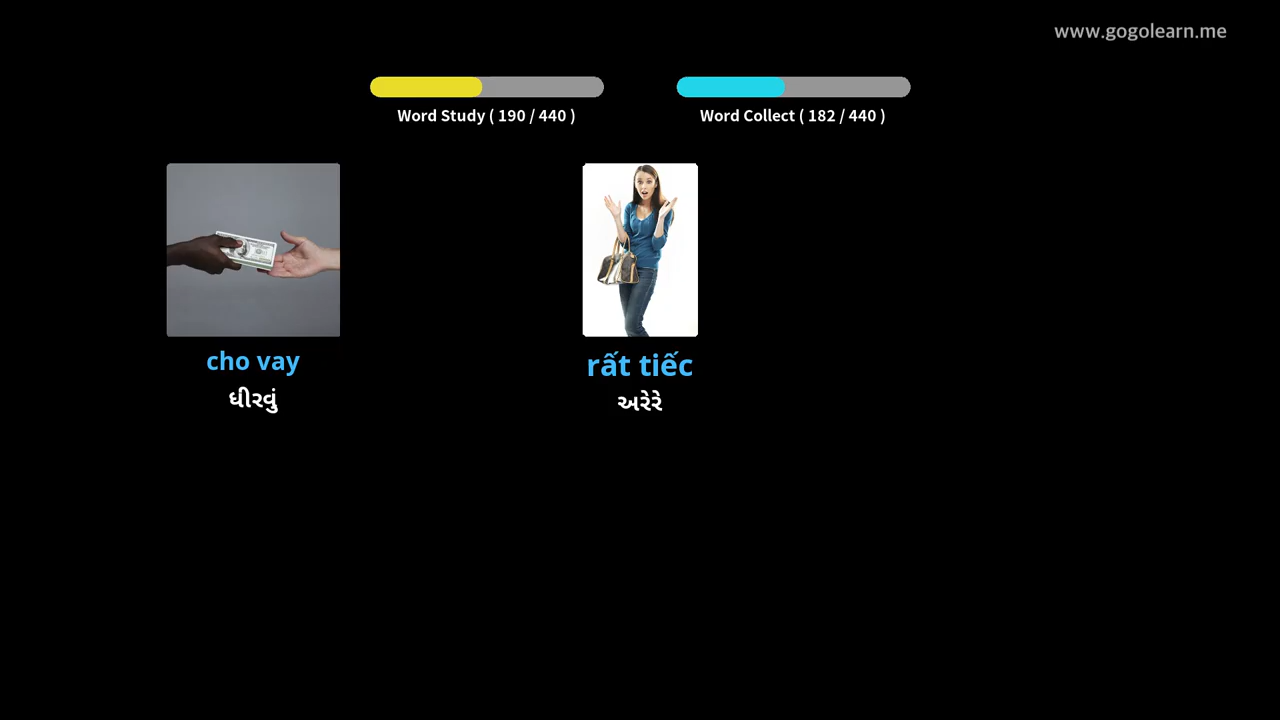 www.gogolearn.me
Word Study ( 190 / 440 )
Word Collect ( 182 / 440 )
cho vay
ધીરવું
rất tiếc
અરેરે